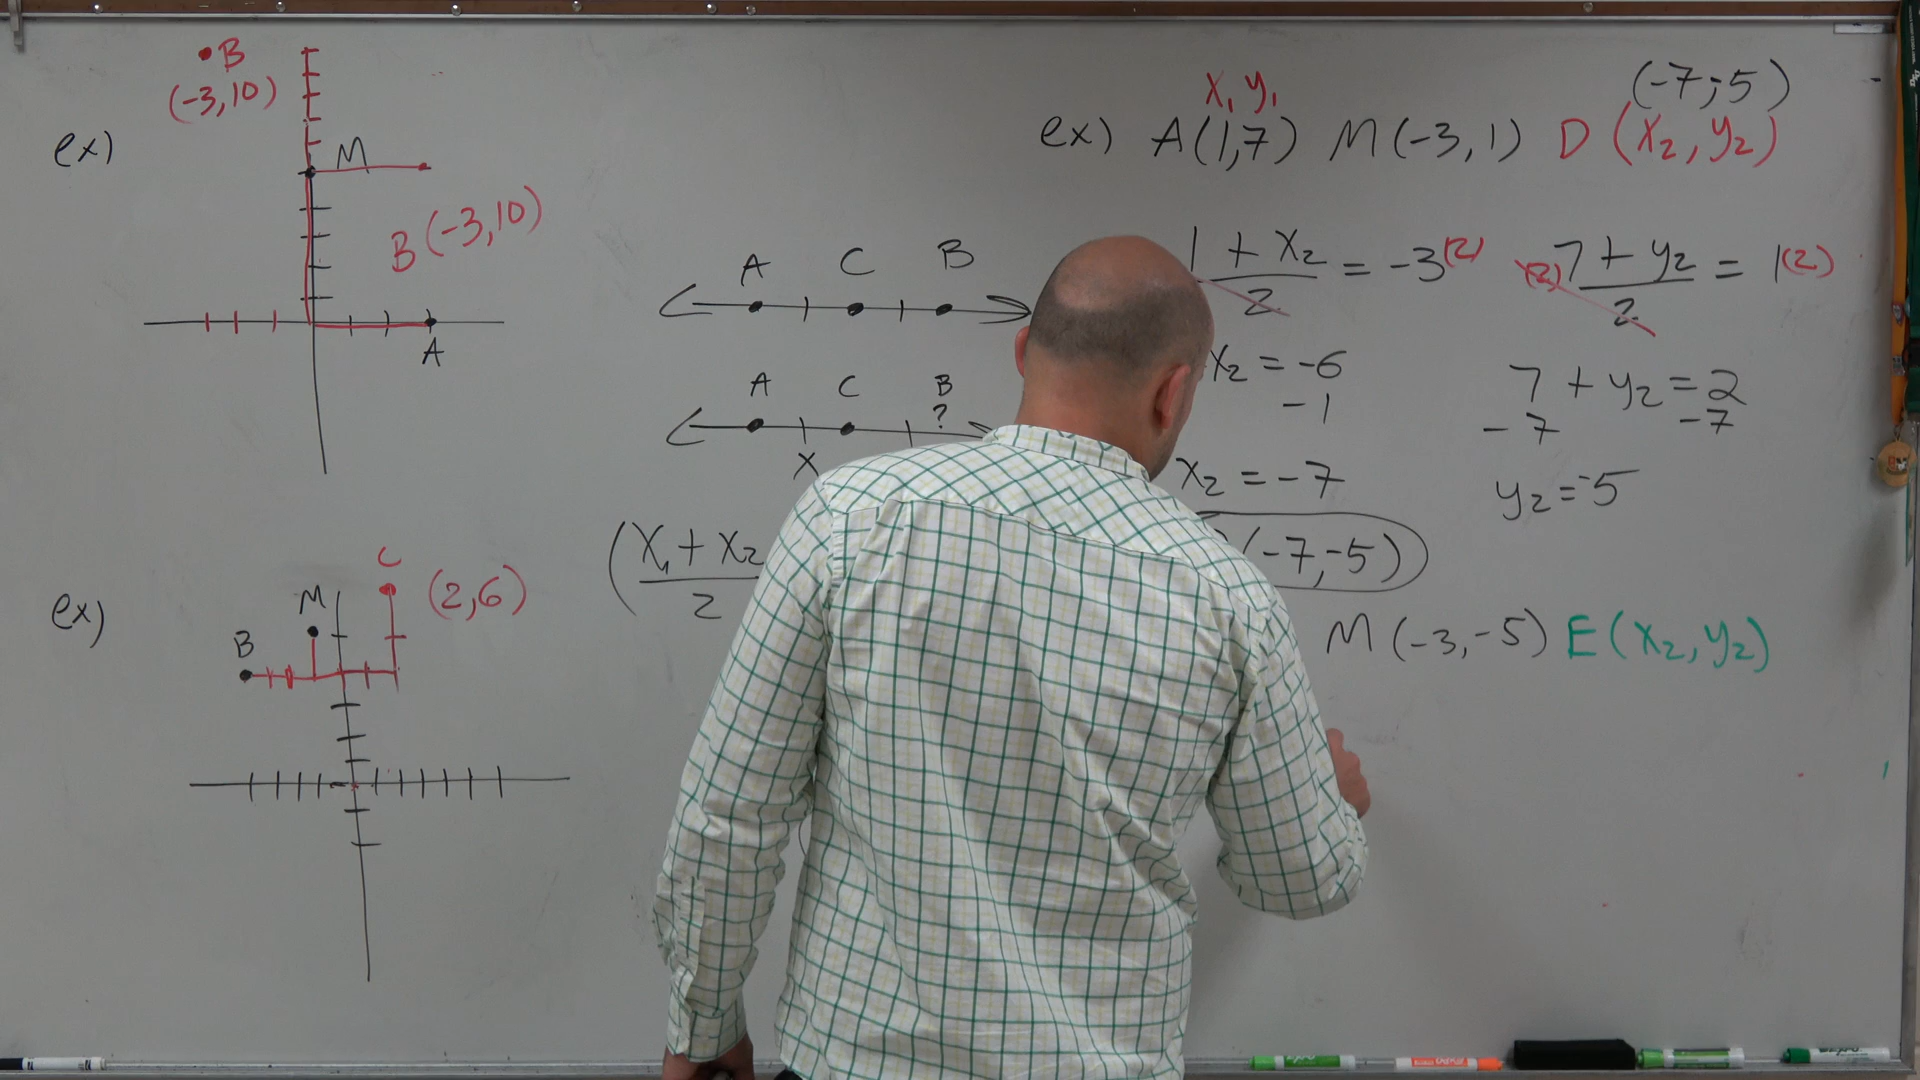 • B
(-3,10)
ex)
M
B (-3,10)
A
ex)
C
(2,6)
M
B
A C B
A C B
?
X
(X₁ + X₂
2
X₁ y₁
(-7,-5)
ex) A(1,7) M(-3,1) D (X₂, y₂)
1 + X₂ = -3(2)
2
X₂ = -6
-1
X₂ = -7
(2) 7 + y₂ = 1(2)
2
7 + y₂ = 2
-7 -7
y₂ = -5
(-7,-5)
M(-3,-5) E(X₂, y₂)